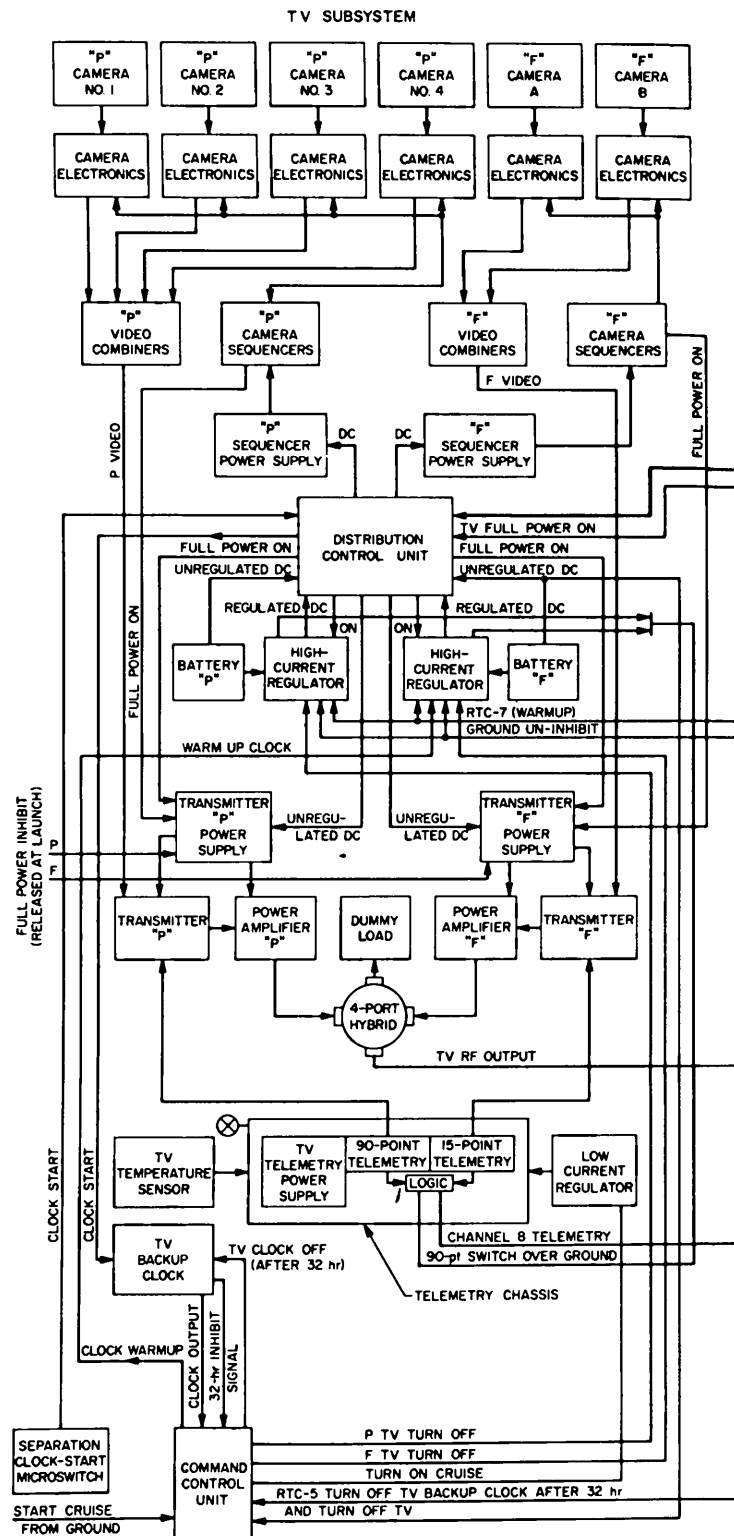 TV SUBSYSTEM
"P"
CAMERA
NO. 1
"P"
CAMERA
NO. 2
"P"
CAMERA
NO. 3
"P"
CAMERA
NO. 4
"F"
CAMERA
A
"F"
CAMERA
B
CAMERA
ELECTRONICS
CAMERA
ELECTRONICS
CAMERA
ELECTRONICS
CAMERA
ELECTRONICS
CAMERA
ELECTRONICS
CAMERA
ELECTRONICS
"P"
VIDEO
COMBINERS
"P"
CAMERA
SEQUENCERS
"F"
VIDEO
COMBINERS
"F"
CAMERA
SEQUENCERS
F VIDEO
FULL POWER ON
P VIDEO
"P"
SEQUENCER
POWER SUPPLY
DC
DC
"F"
SEQUENCER
POWER SUPPLY
DISTRIBUTION
CONTROL UNIT
TV FULL POWER ON
FULL POWER ON
FULL POWER ON
UNREGULATED DC
UNREGULATED DC
REGULATED DC
REGULATED DC
ON
ON
FULL POWER ON
BATTERY
"P"
HIGH-
CURRENT
REGULATOR
HIGH-
CURRENT
REGULATOR
BATTERY
"F"
RTC-7 (WARMUP)
GROUND UN-INHIBIT
WARM UP CLOCK
TRANSMITTER
"P"
POWER
SUPPLY
UNREGU-
LATED DC
UNREGU-
LATED DC
TRANSMITTER
"F"
POWER
SUPPLY
FULL POWER INHIBIT
(RELEASED AT LAUNCH)
P
F
TRANSMITTER
"P"
POWER
AMPLIFIER
"P"
DUMMY
LOAD
POWER
AMPLIFIER
"F"
TRANSMITTER
"F"
4-PORT
HYBRID
TV RF OUTPUT
TV
TEMPERATURE
SENSOR
TV
TELEMETRY
POWER
SUPPLY
90-POINT
TELEMETRY
15-POINT
TELEMETRY
LOGIC
LOW
CURRENT
REGULATOR
CLOCK START
CLOCK START
CHANNEL 8 TELEMETRY
90-pt SWITCH OVER GROUND
TELEMETRY CHASSIS
TV
BACKUP
CLOCK
TV CLOCK OFF
(AFTER 32 hr)
CLOCK WARMUP
CLOCK OUTPUT
32-hr INHIBIT
SIGNAL
SEPARATION
CLOCK-START
MICROSWITCH
COMMAND
CONTROL
UNIT
P TV TURN OFF
F TV TURN OFF
TURN ON CRUISE
RTC-5 TURN OFF TV BACKUP CLOCK AFTER 32 hr
AND TURN OFF TV
START CRUISE
FROM GROUND